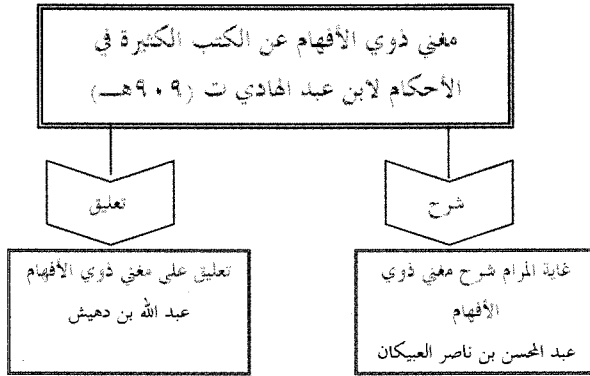 مغني ذوي الأفهام عن الكتب الكثيرة في
الأحكام لابن عبد الهادي ت (٩٠٩هـ)
شرح
تعليق
غاية المرام شرح مغني ذوي
الأفهام
عبد المحسن بن ناصر العبيكان
تعليق على مغني ذوي الأفهام
عبد الله بن دهيش